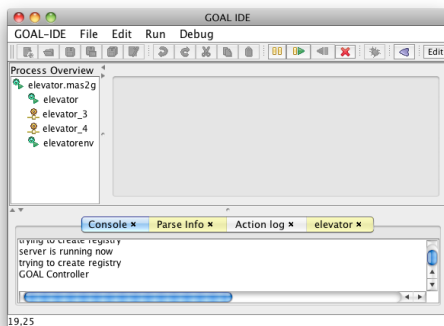 GOAL IDE
GOAL-IDE File Edit Run Debug
Edit
Process Overview
elevator.mas2g
elevator
elevator_3
elevator_4
elevatorenv
Console × Parse Info × Action log × elevator ×
trying to create registry
server is running now
trying to create registry
GOAL Controller
19,25